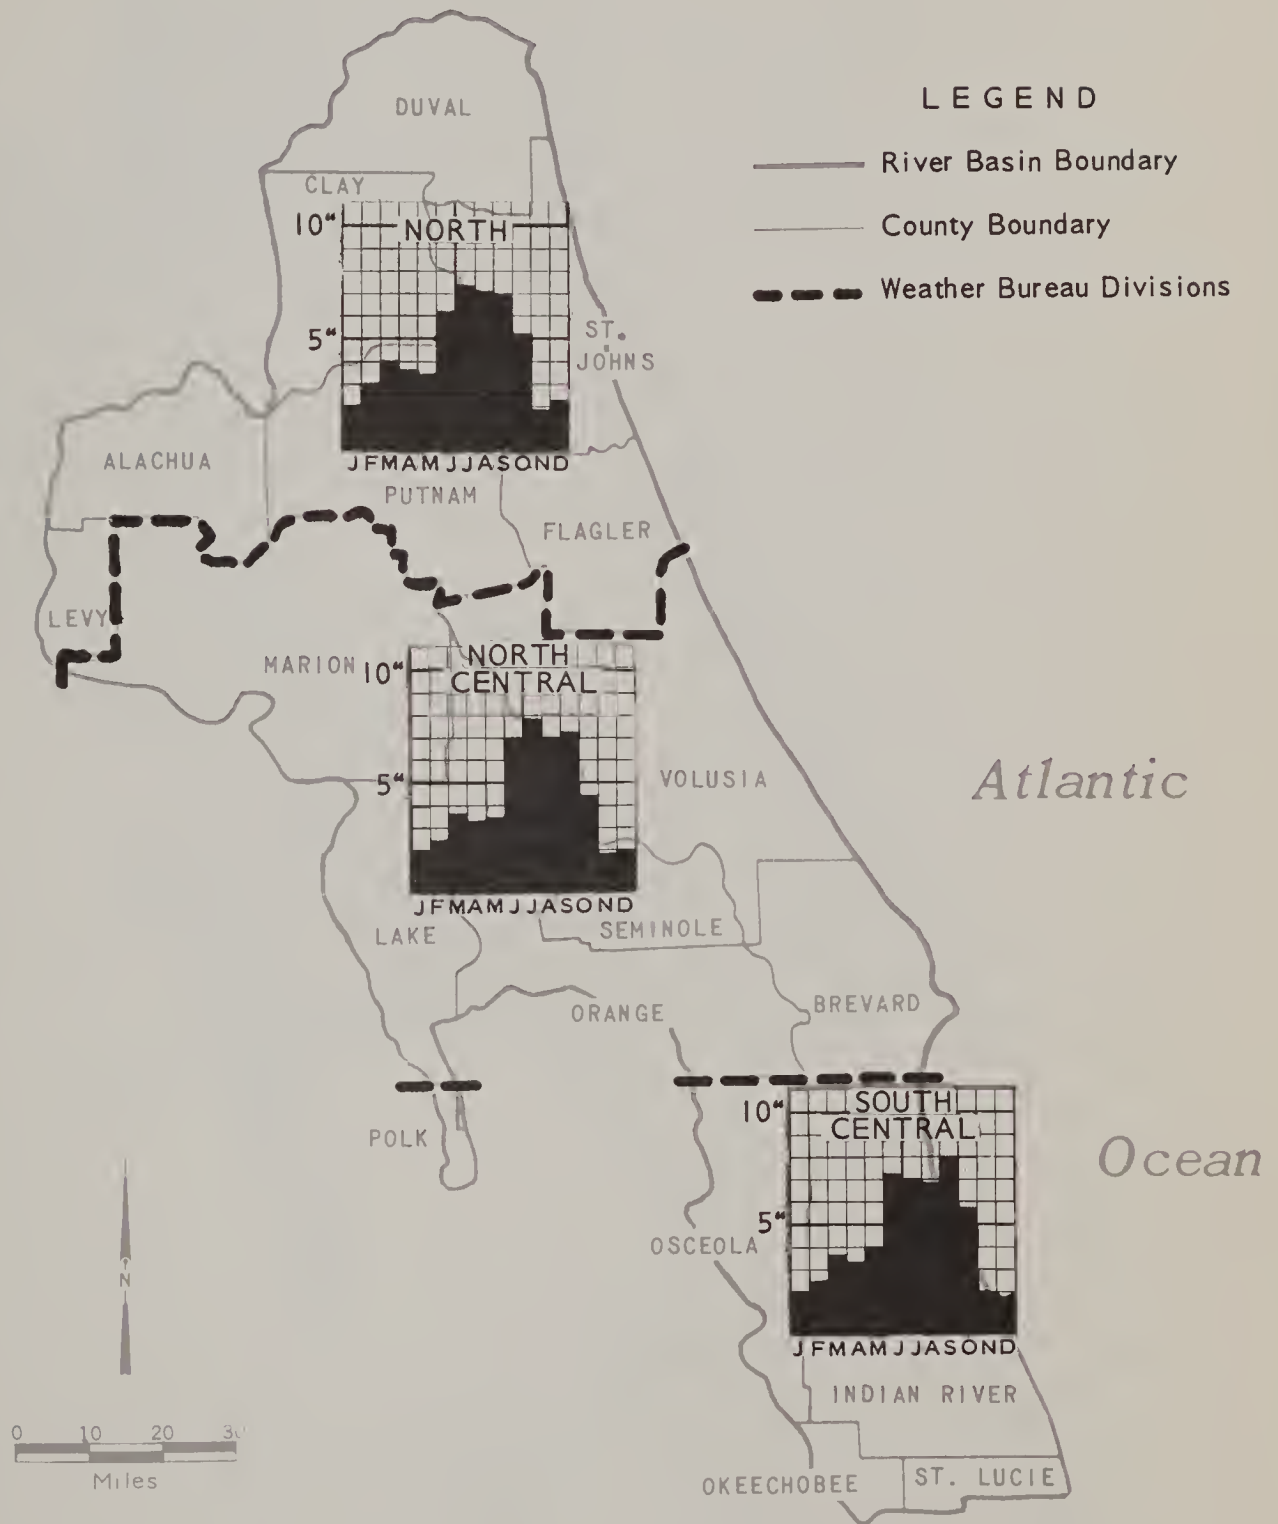 DUVAL
LEGEND
River Basin Boundary
CLAY
10"
NORTH
County Boundary
Weather Bureau Divisions
5"
ST.
JOHNS
ALACHUA
JFMAMJJASOND
PUTNAM
FLAGLER
LEVY
MARION
10"
NORTH
CENTRAL
5"
VOLUSIA
Atlantic
JFMAMJJASOND
LAKE
SEMINOLE
ORANGE
BREVARD
10"
SOUTH
CENTRAL
POLK
Ocean
5"
OSCEOLA
N
JFMAMJJASOND
INDIAN RIVER
0 10 20 30
Miles
OKEECHOBEE
ST. LUCIE